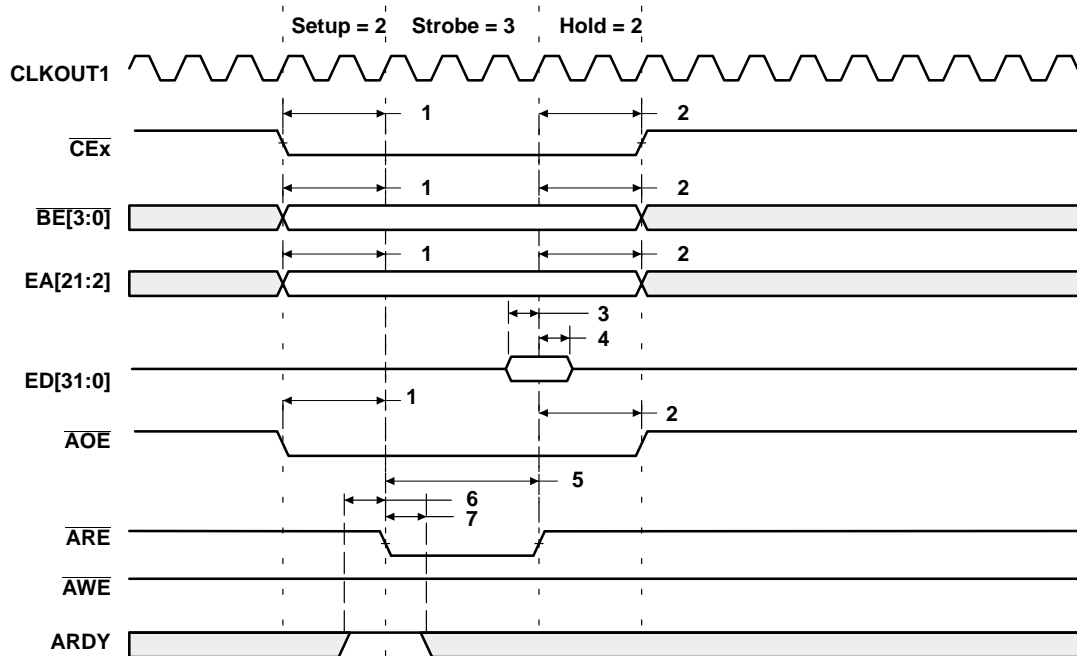 Setup = 2 Strobe = 3 Hold = 2
CLKOUT1
1 2
CEx
1 2
BE[3:0]
1 2
EA[21:2]
3
4
ED[31:0]
1 2
AOE
5
6
7
ARE
AWE
ARDY